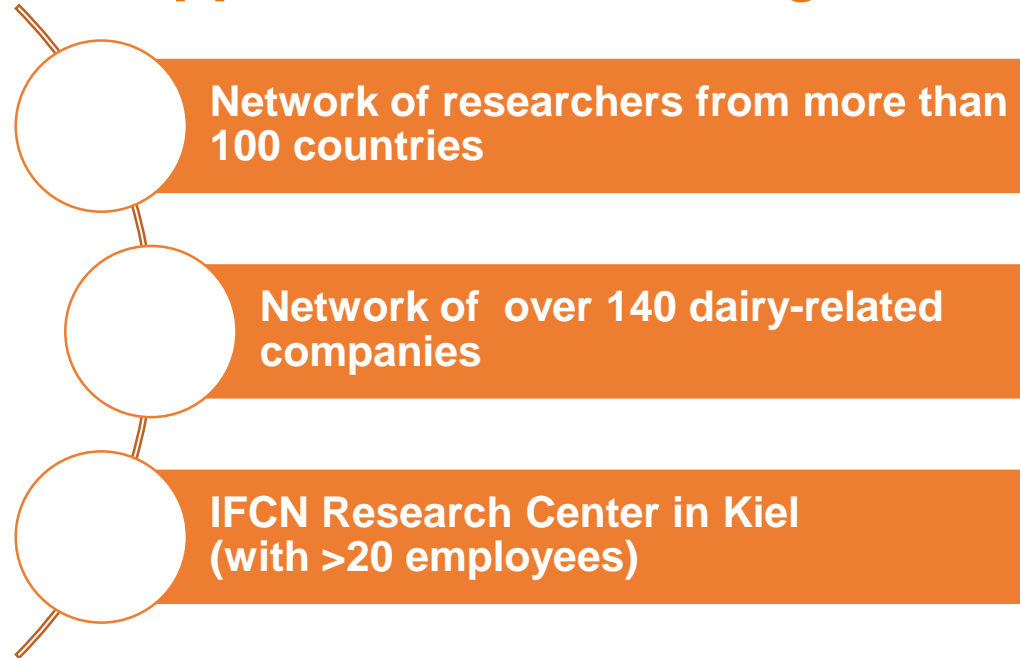 Network of researchers from more than
100 countries
Network of  over 140 dairy-related
companies
IFCN Research Center in Kiel
(with >20 employees)